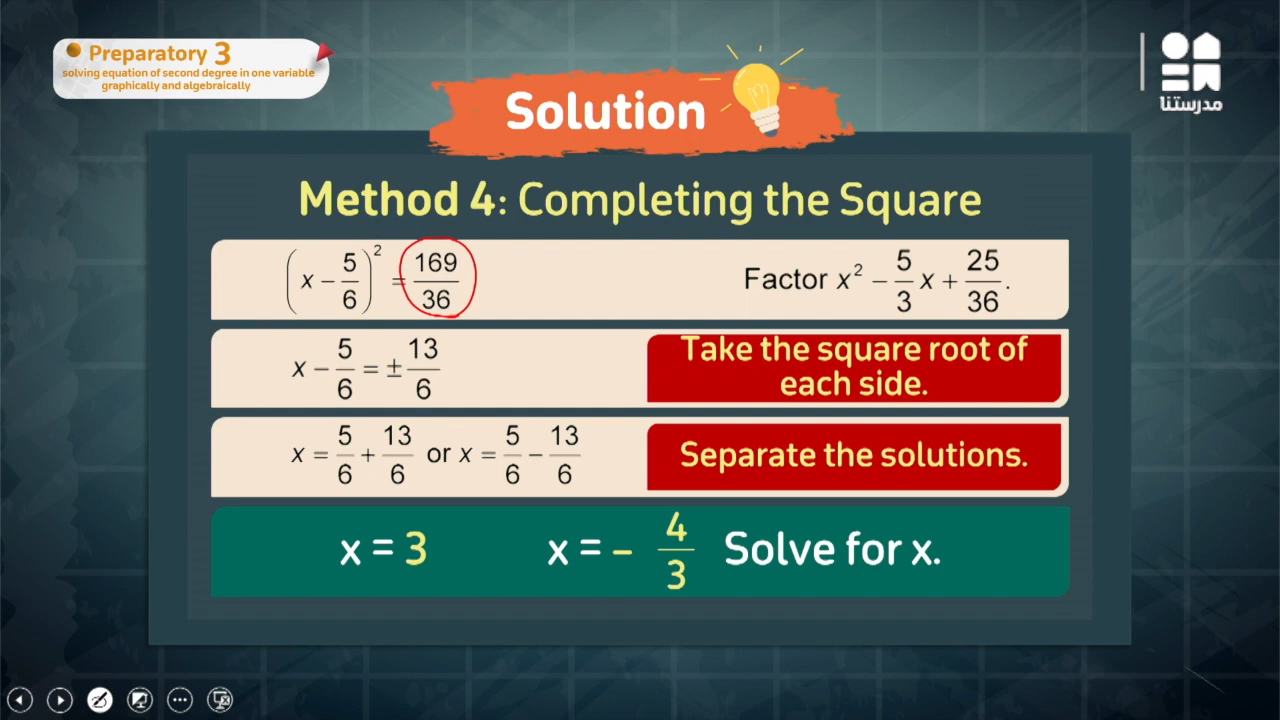 Preparatory 3
solving equation of second degree in one variable
graphically and algebraically
مدرستنا
Solution
Method 4: Completing the Square
(x − 5/6)² = 169/36
Factor x² − 5/3 x + 25/36.
x − 5/6 = ± 13/6
Take the square root of
each side.
x = 5/6 + 13/6 or x = 5/6 − 13/6
Separate the solutions.
x = 3 x = − 4/3 Solve for x.